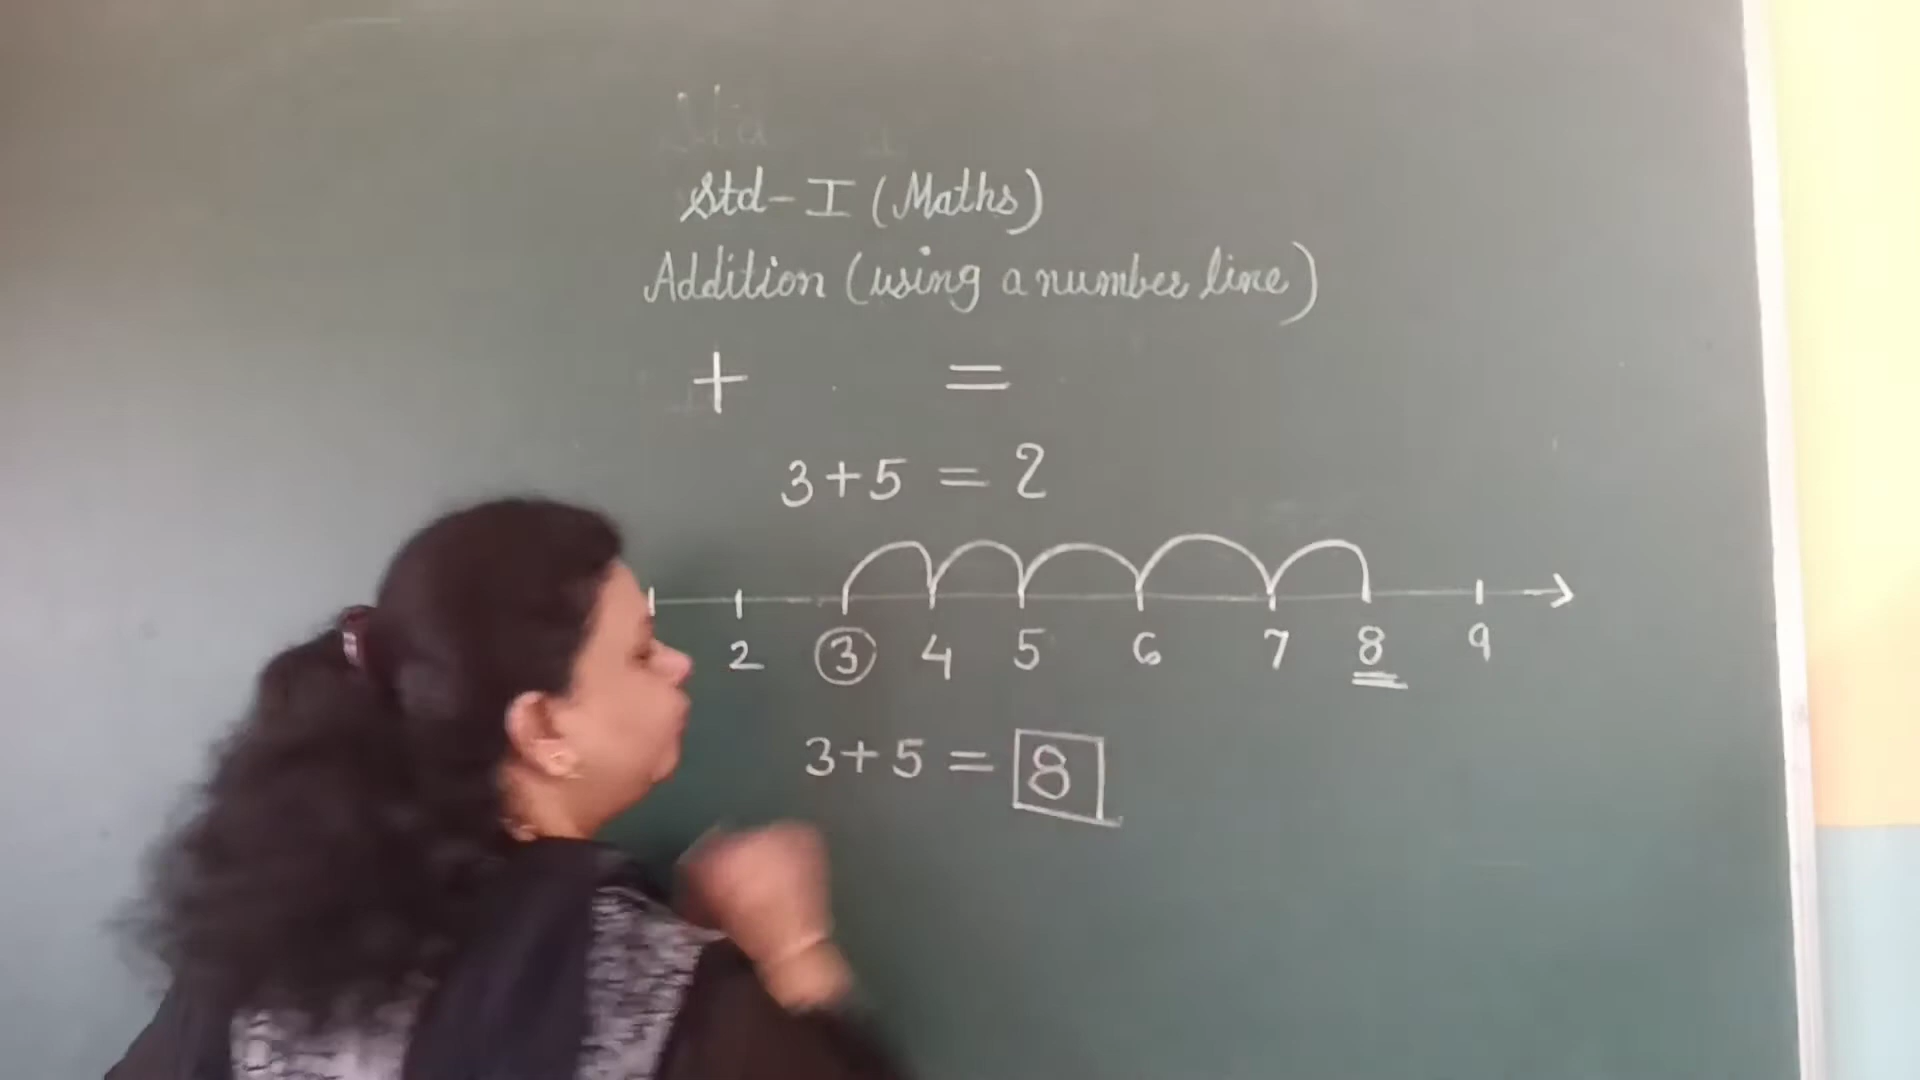 Std-I (Maths)
Addition (using a number line)
+ =
3+5 = 2
2 3 4 5 6 7 8 9
3+5 = 8